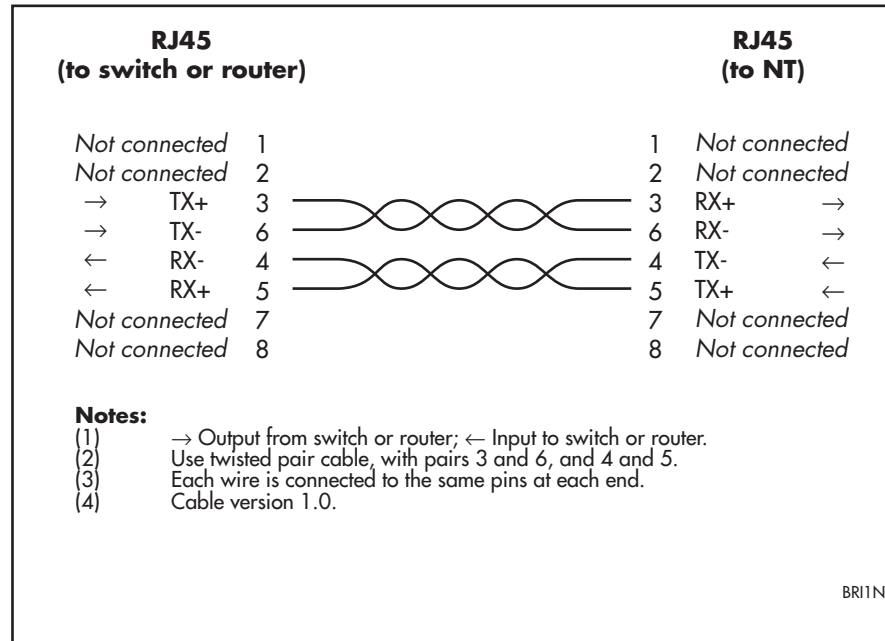 RJ45 (to switch or router)
RJ45 (to NT)
Not connected 1 1 Not connected
Not connected 2 2 Not connected
→ TX+ 3 3 RX+ →
→ TX- 6 6 RX- →
← RX- 4 4 TX- ←
← RX+ 5 5 TX+ ←
Not connected 7 7 Not connected
Not connected 8 8 Not connected
Notes:
(1) → Output from switch or router; ← Input to switch or router.
(2) Use twisted pair cable, with pairs 3 and 6, and 4 and 5.
(3) Each wire is connected to the same pins at each end.
(4) Cable version 1.0.
BRI1N